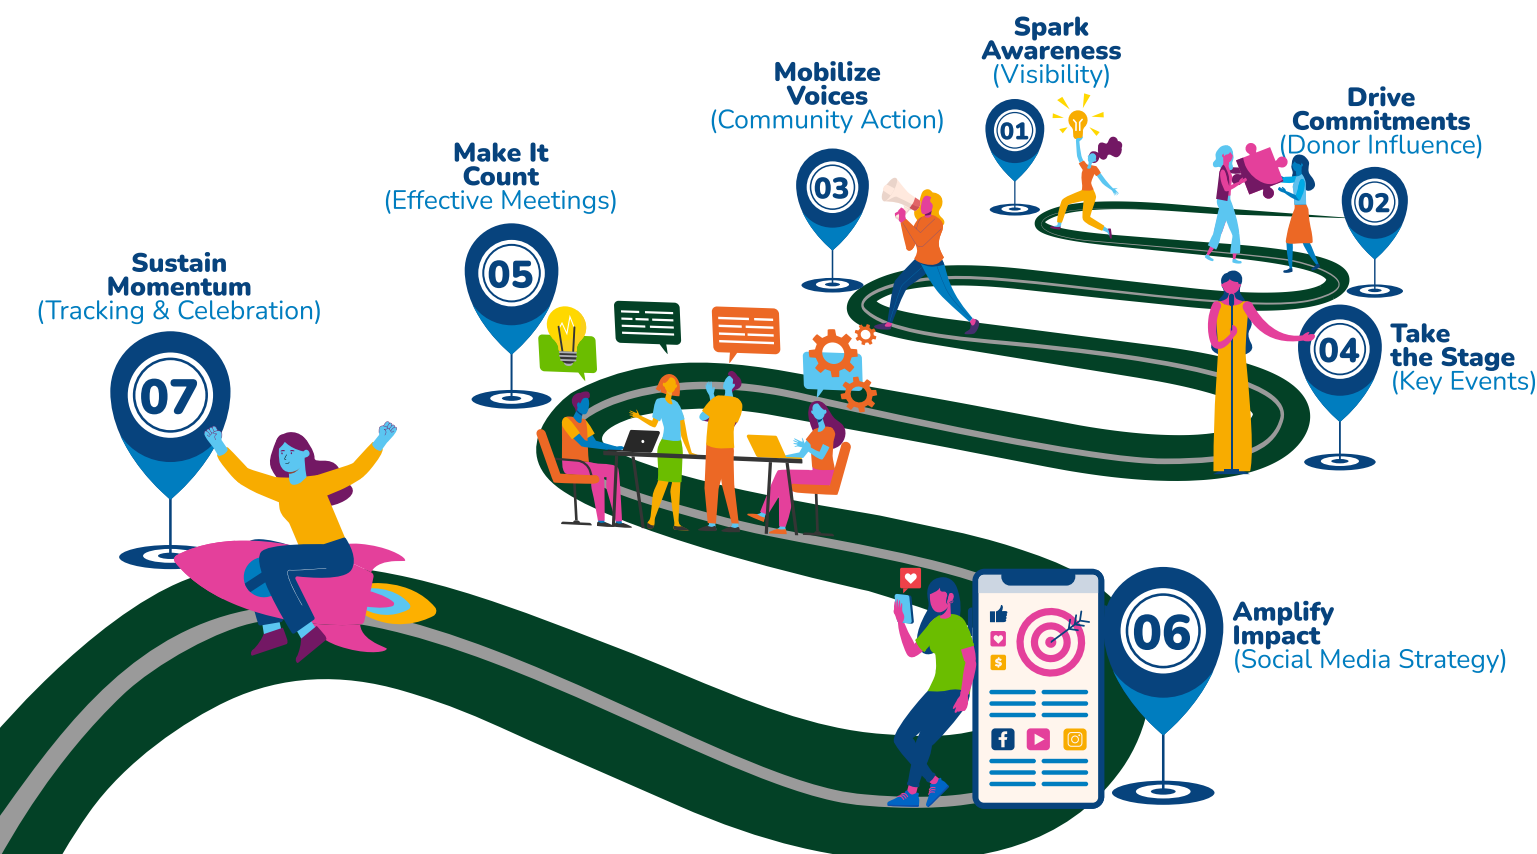 Spark
Awareness
(Visibility)
01
Drive
Commitments
(Donor Influence)
02
Mobilize
Voices
(Community Action)
03
Take
the Stage
(Key Events)
04
Make It
Count
(Effective Meetings)
05
Amplify
Impact
(Social Media Strategy)
06
$
f
Sustain
Momentum
(Tracking & Celebration)
07